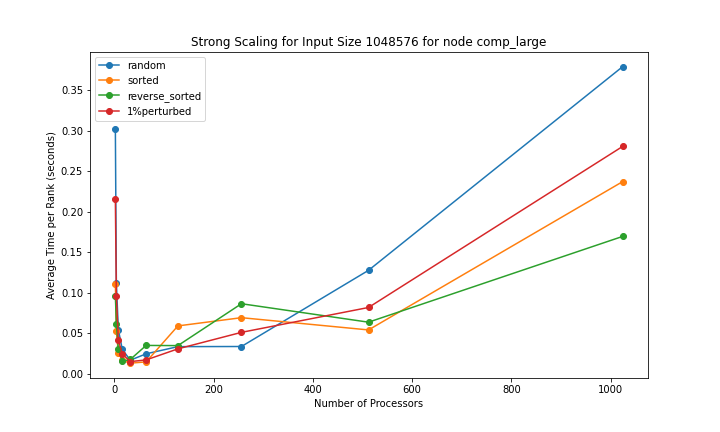 Strong Scaling for Input Size 1048576 for node comp_large
random
sorted
reverse_sorted
1%perturbed
Average Time per Rank (seconds)
0.35
0.30
0.25
0.20
0.15
0.10
0.05
0.00
0 200 400 600 800 1000
Number of Processors